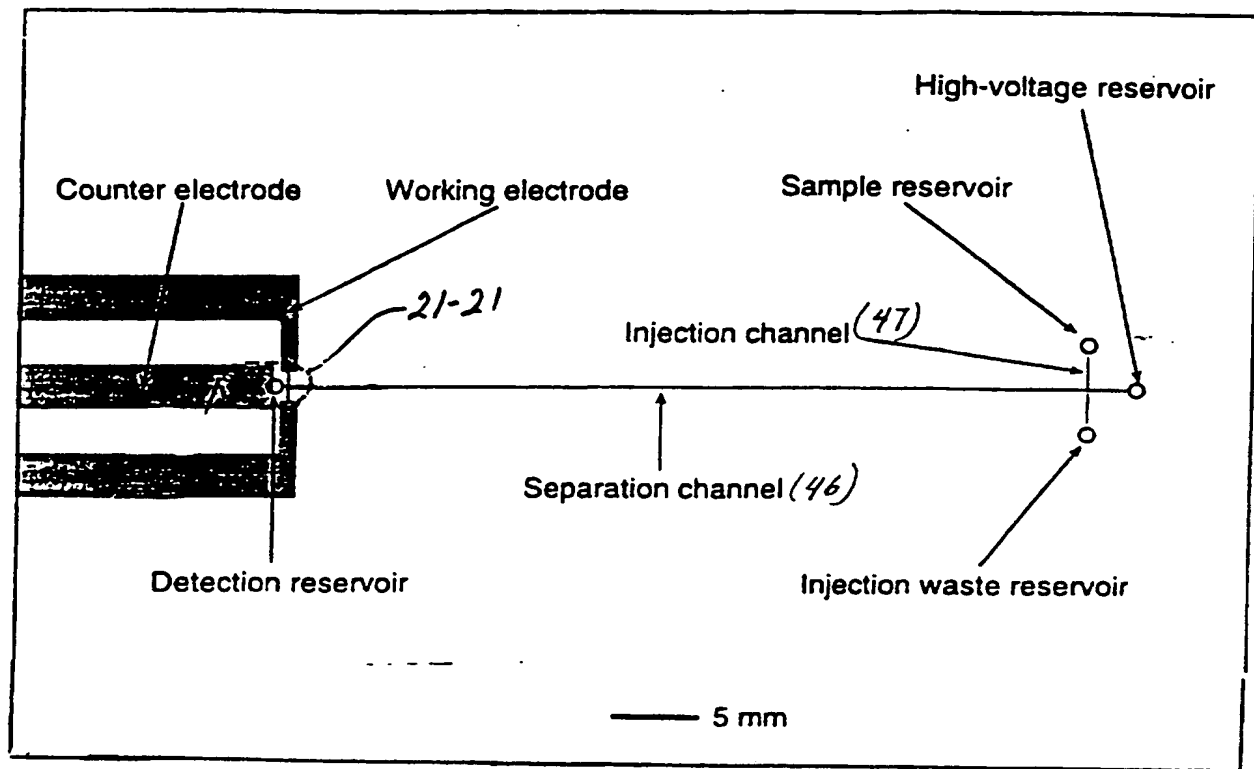 High-voltage reservoir
Counter electrode
Working electrode
Sample reservoir
21-21
Injection channel (47)
Separation channel (46)
Detection reservoir
Injection waste reservoir
5 mm